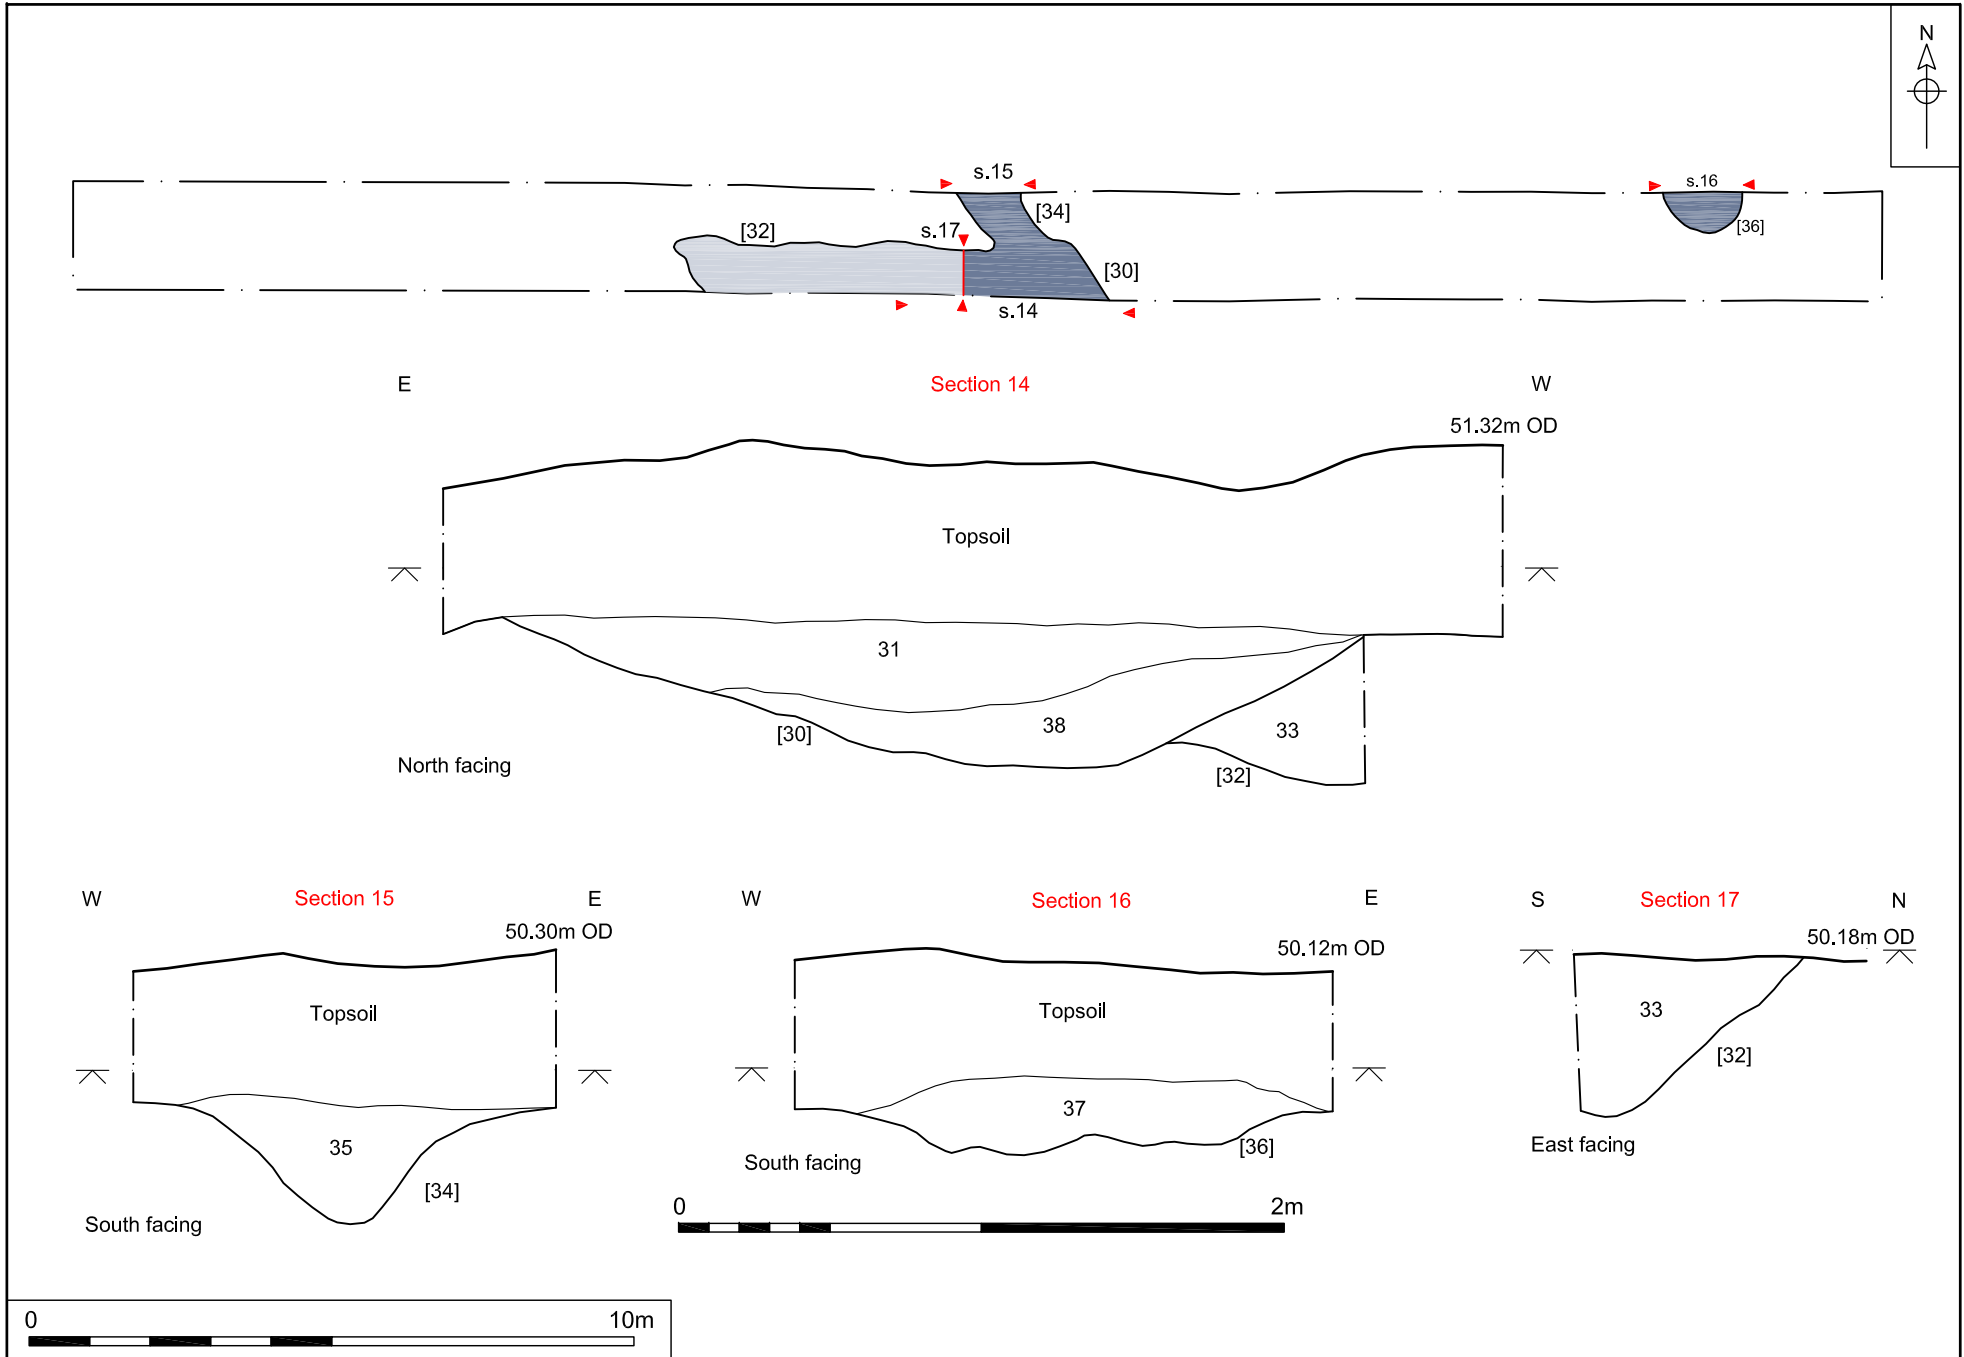 N
s.15
s.16
[34]
[36]
[32]
s.17
[30]
s.14
E
Section 14
W
51.32m OD
Topsoil
31
38
33
[30]
[32]
North facing
W
Section 15
E
50.30m OD
Topsoil
35
[34]
South facing
W
Section 16
E
50.12m OD
Topsoil
37
[36]
South facing
S
Section 17
N
50.18m OD
33
[32]
East facing
0
2m
0
10m